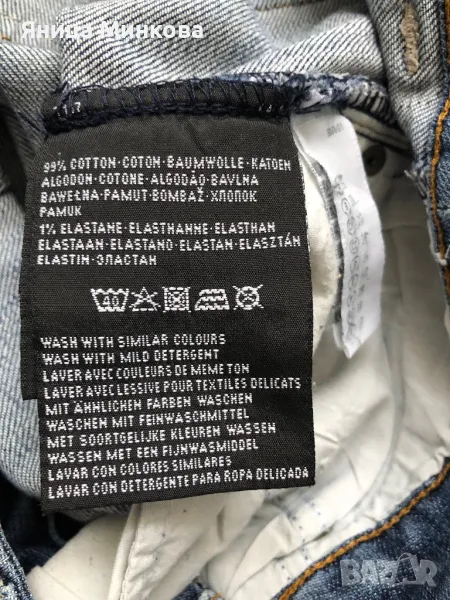 Яница Минкова
99% COTTON·COTON·BAUMWOLLE·KATOEN
ALGODON·COTONE·ALGODÃO·BAVLNA
BAWEŁNA·PAMUT·BOMBAŽ·ХЛОПОК
PAMUK
1% ELASTANE·ELASTHANNE·ELASTHAN
ELASTAAN·ELASTANO·ELASTAN·ELASZTÁN
ELASTIN·ЭЛАСТАН
40
WASH WITH SIMILAR COLOURS
WASH WITH MILD DETERGENT
LAVER AVEC COULEURS DE MEME TON
LAVER AVEC LESSIVE POUR TEXTILES DELICATS
MIT ÄHNLICHEN FARBEN WASCHEN
WASCHEN MIT FEINWASCHMITTEL
MET SOORTGELIJKE KLEUREN WASSEN
WASSEN MET EEN FIJNWASMIDDEL
LAVAR CON COLORES SIMILARES
LAVAR CON DETERGENTE PARA ROPA DELICADA
BAZAR